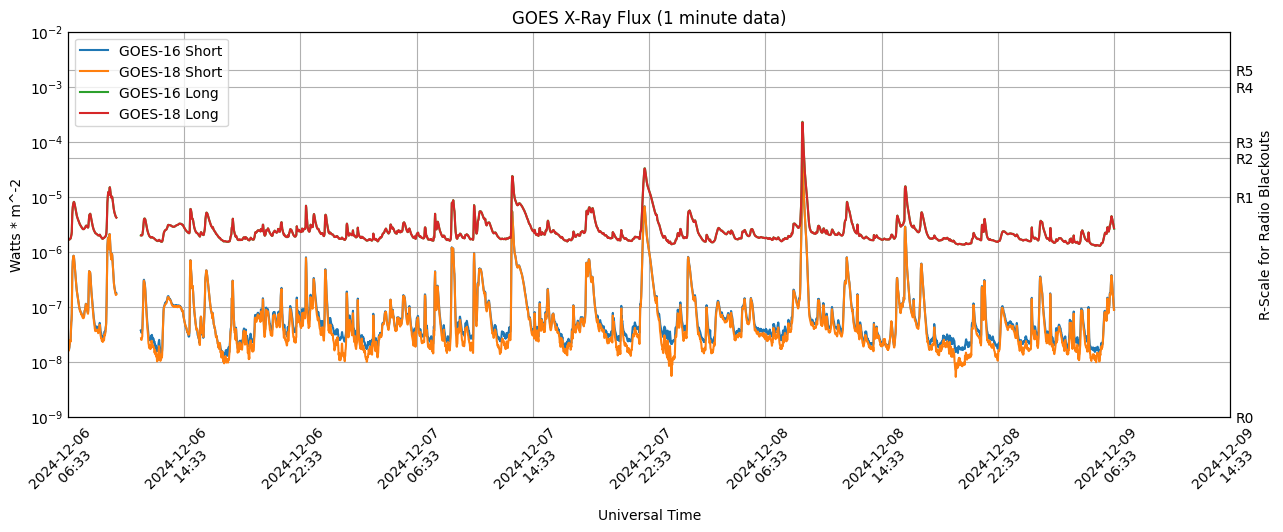 GOES X-Ray Flux (1 minute data)
GOES-16 Short
GOES-18 Short
GOES-16 Long
GOES-18 Long
10^-2
10^-3
10^-4
10^-5
10^-6
10^-7
10^-8
10^-9
Watts * m^-2
R5
R4
R3
R2
R1
R0
R-Scale for Radio Blackouts
2024-12-06
06:33
2024-12-06
14:33
2024-12-06
22:33
2024-12-07
06:33
2024-12-07
14:33
2024-12-07
22:33
2024-12-08
06:33
2024-12-08
14:33
2024-12-08
22:33
2024-12-09
06:33
2024-12-09
14:33
Universal Time